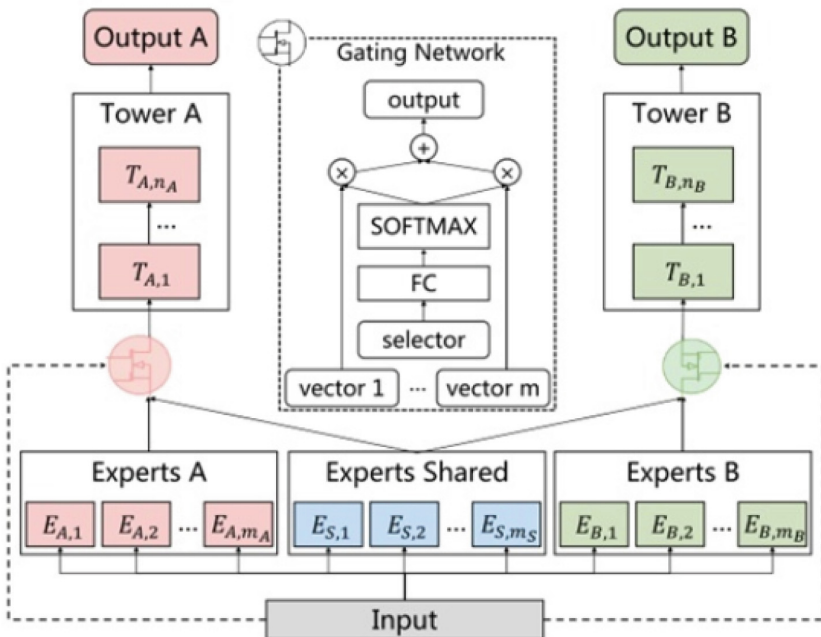 Output A
Output B
Gating Network
output
Tower A
Tower B
+
×
×
T_{A,n_A}
T_{B,n_B}
...
...
SOFTMAX
T_{A,1}
T_{B,1}
FC
selector
vector 1 ... vector m
Experts A
Experts Shared
Experts B
E_{A,1} E_{A,2} ... E_{A,m_A}
E_{S,1} E_{S,2} ... E_{S,m_S}
E_{B,1} E_{B,2} ... E_{B,m_B}
Input